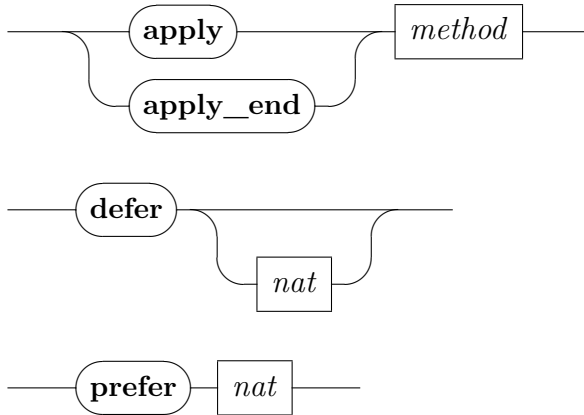 apply method
apply_end
defer
nat
prefer nat